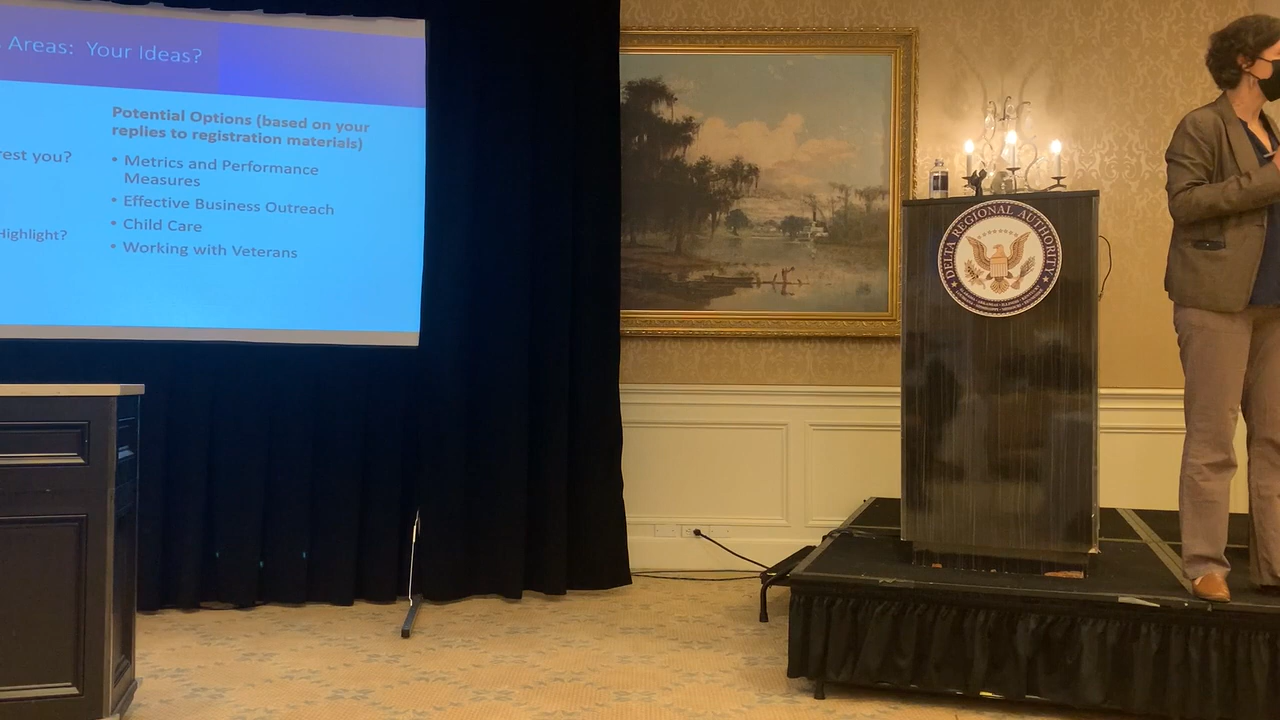 Areas: Your Ideas?
Potential Options (based on your
replies to registration materials)
rest you?
• Metrics and Performance
Measures
• Effective Business Outreach
• Child Care
Highlight?
• Working with Veterans
DELTA REGIONAL AUTHORITY